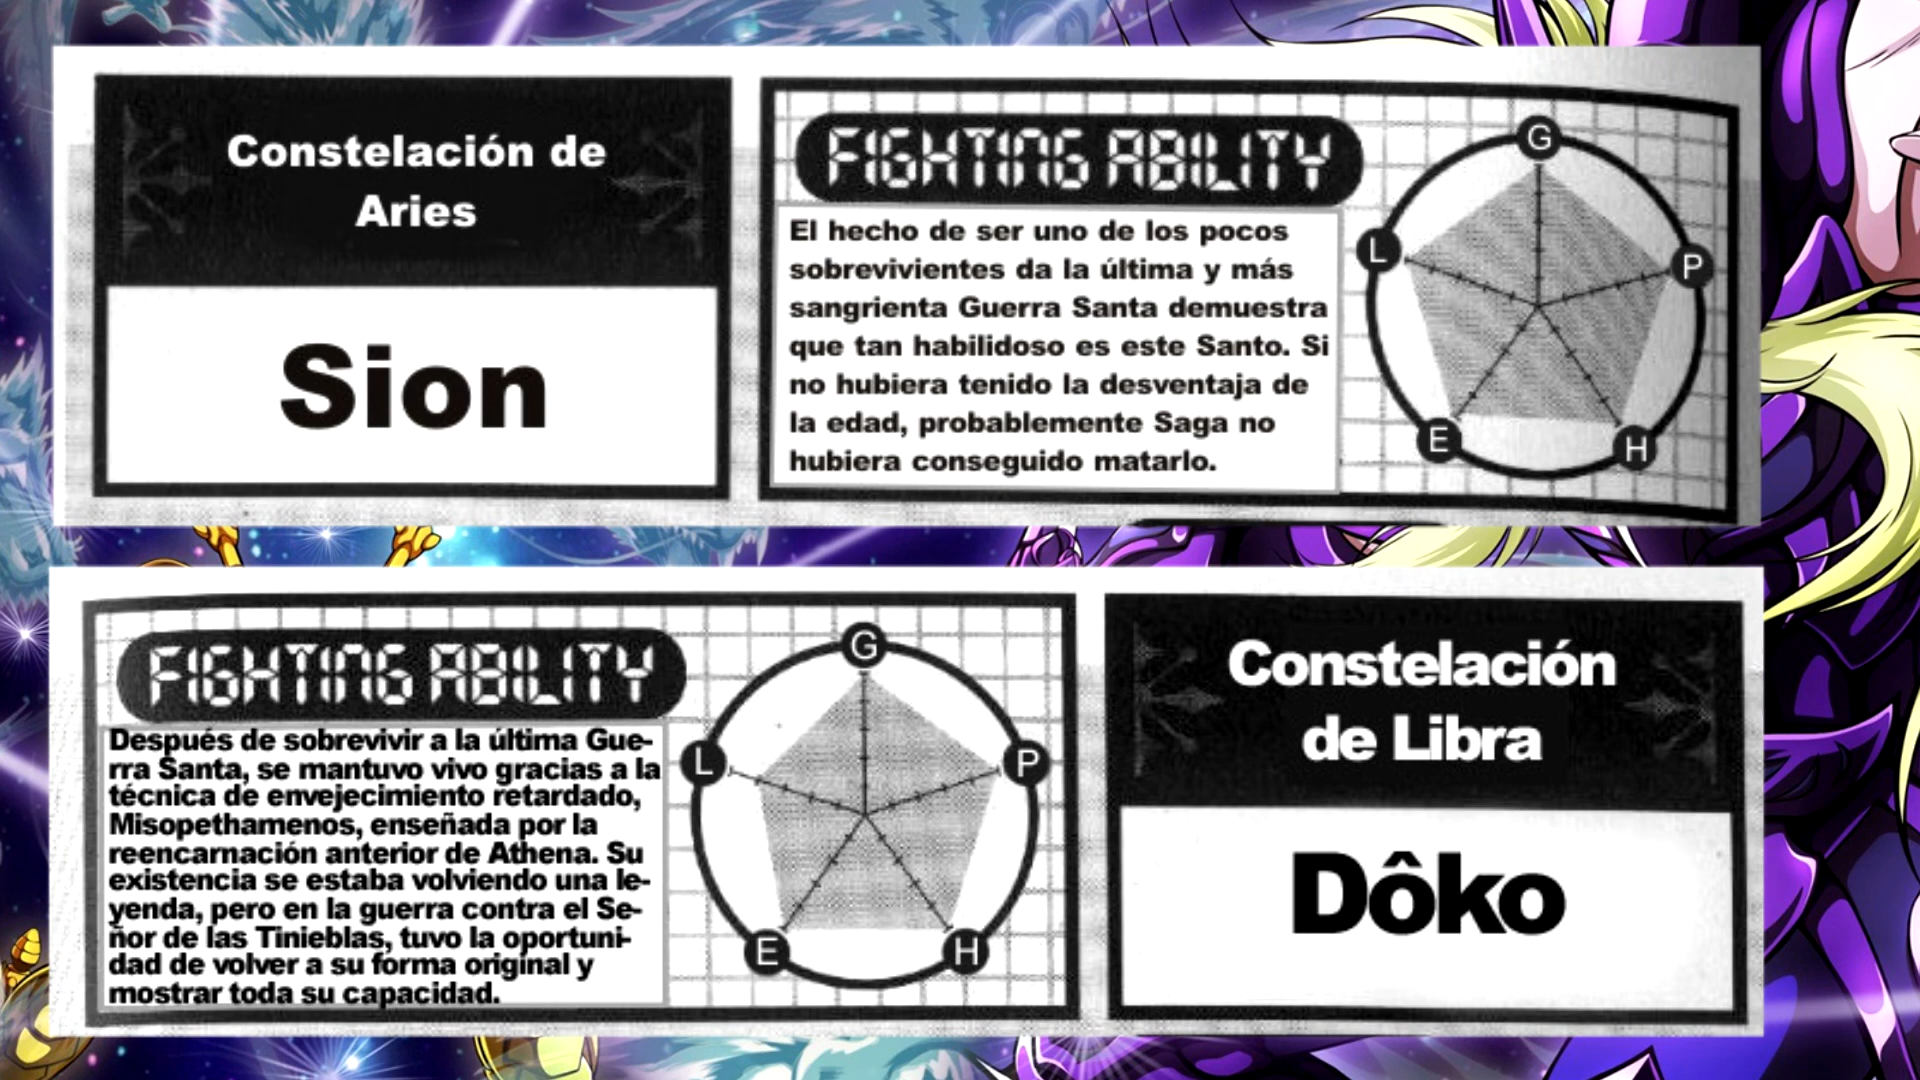 Constelación de
Aries
Sion
FIGHTING ABILITY
El hecho de ser uno de los pocos
sobrevivientes da la última y más
sangrienta Guerra Santa demuestra
que tan habilidoso es este Santo. Si
no hubiera tenido la desventaja de
la edad, probablemente Saga no
hubiera conseguido matarlo.
G
L
P
E
H
FIGHTING ABILITY
Después de sobrevivir a la última Gue-
rra Santa, se mantuvo vivo gracias a la
técnica de envejecimiento retardado,
Misopethamenos, enseñada por la
reencarnación anterior de Athena. Su
existencia se estaba volviendo una le-
yenda, pero en la guerra contra el Se-
ñor de las Tinieblas, tuvo la oportuni-
dad de volver a su forma original y
mostrar toda su capacidad.
G
L
P
E
H
Constelación
de Libra
Dôko